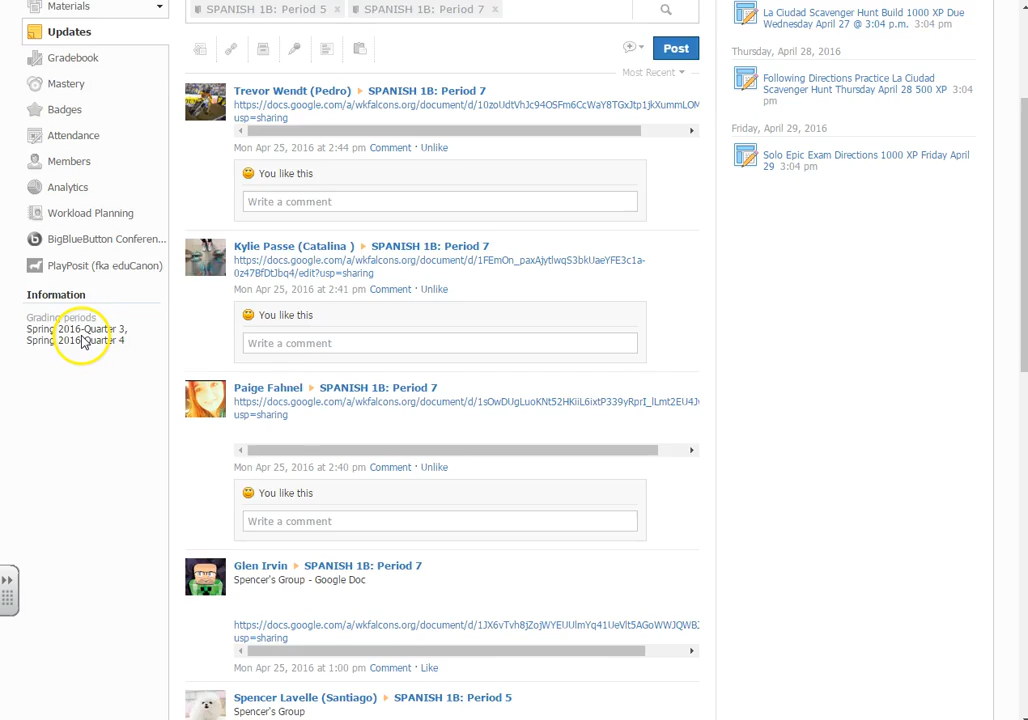 Materials
Updates
Gradebook
Mastery
Badges
Attendance
Members
Analytics
Workload Planning
BigBlueButton Conferen...
PlayPosit (fka eduCanon)
Information
Grading periods
Spring 2016-Quarter 3,
Spring 2016-Quarter 4
SPANISH 1B: Period 5 x
SPANISH 1B: Period 7 x
Post
Most Recent
Trevor Wendt (Pedro) SPANISH 1B: Period 7
usp=sharing
Mon Apr 25, 2016 at 2:44 pm Comment · Unlike
You like this
Write a comment
Kylie Passe (Catalina ) SPANISH 1B: Period 7
https://docs.google.com/a/wkfalcons.org/document/d/1FEmOn_paxAjytlwqS3bkUaeYFE3c1a-
0z47BfDtJbq4/edit?usp=sharing
Mon Apr 25, 2016 at 2:41 pm Comment · Unlike
You like this
Write a comment
Paige Fahnel SPANISH 1B: Period 7
usp=sharing
Mon Apr 25, 2016 at 2:40 pm Comment · Unlike
You like this
Write a comment
Glen Irvin SPANISH 1B: Period 7
Spencer's Group - Google Doc
usp=sharing
Mon Apr 25, 2016 at 1:00 pm Comment · Like
Spencer Lavelle (Santiago) SPANISH 1B: Period 5
Spencer's Group
La Ciudad Scavenger Hunt Build 1000 XP Due
Wednesday April 27 @ 3:04 p.m. 3:04 pm
Thursday, April 28, 2016
Following Directions Practice La Ciudad
Scavenger Hunt Thursday April 28 500 XP 3:04
pm
Friday, April 29, 2016
Solo Epic Exam Directions 1000 XP Friday April
29 3:04 pm